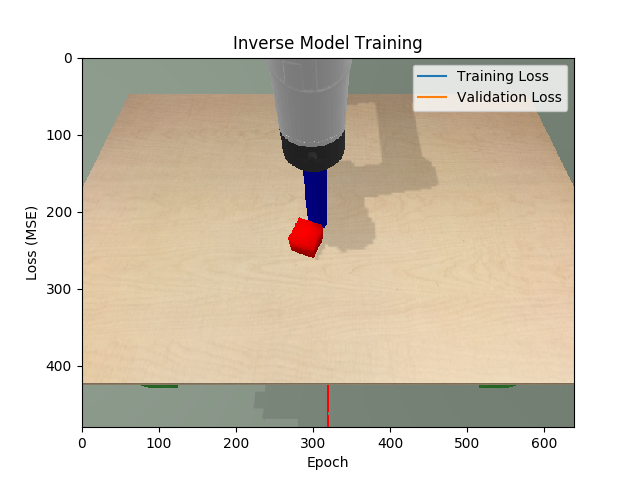 Inverse Model Training
Training Loss
Validation Loss
0
100
200
300
400
Loss (MSE)
0 100 200 300 400 500 600
Epoch